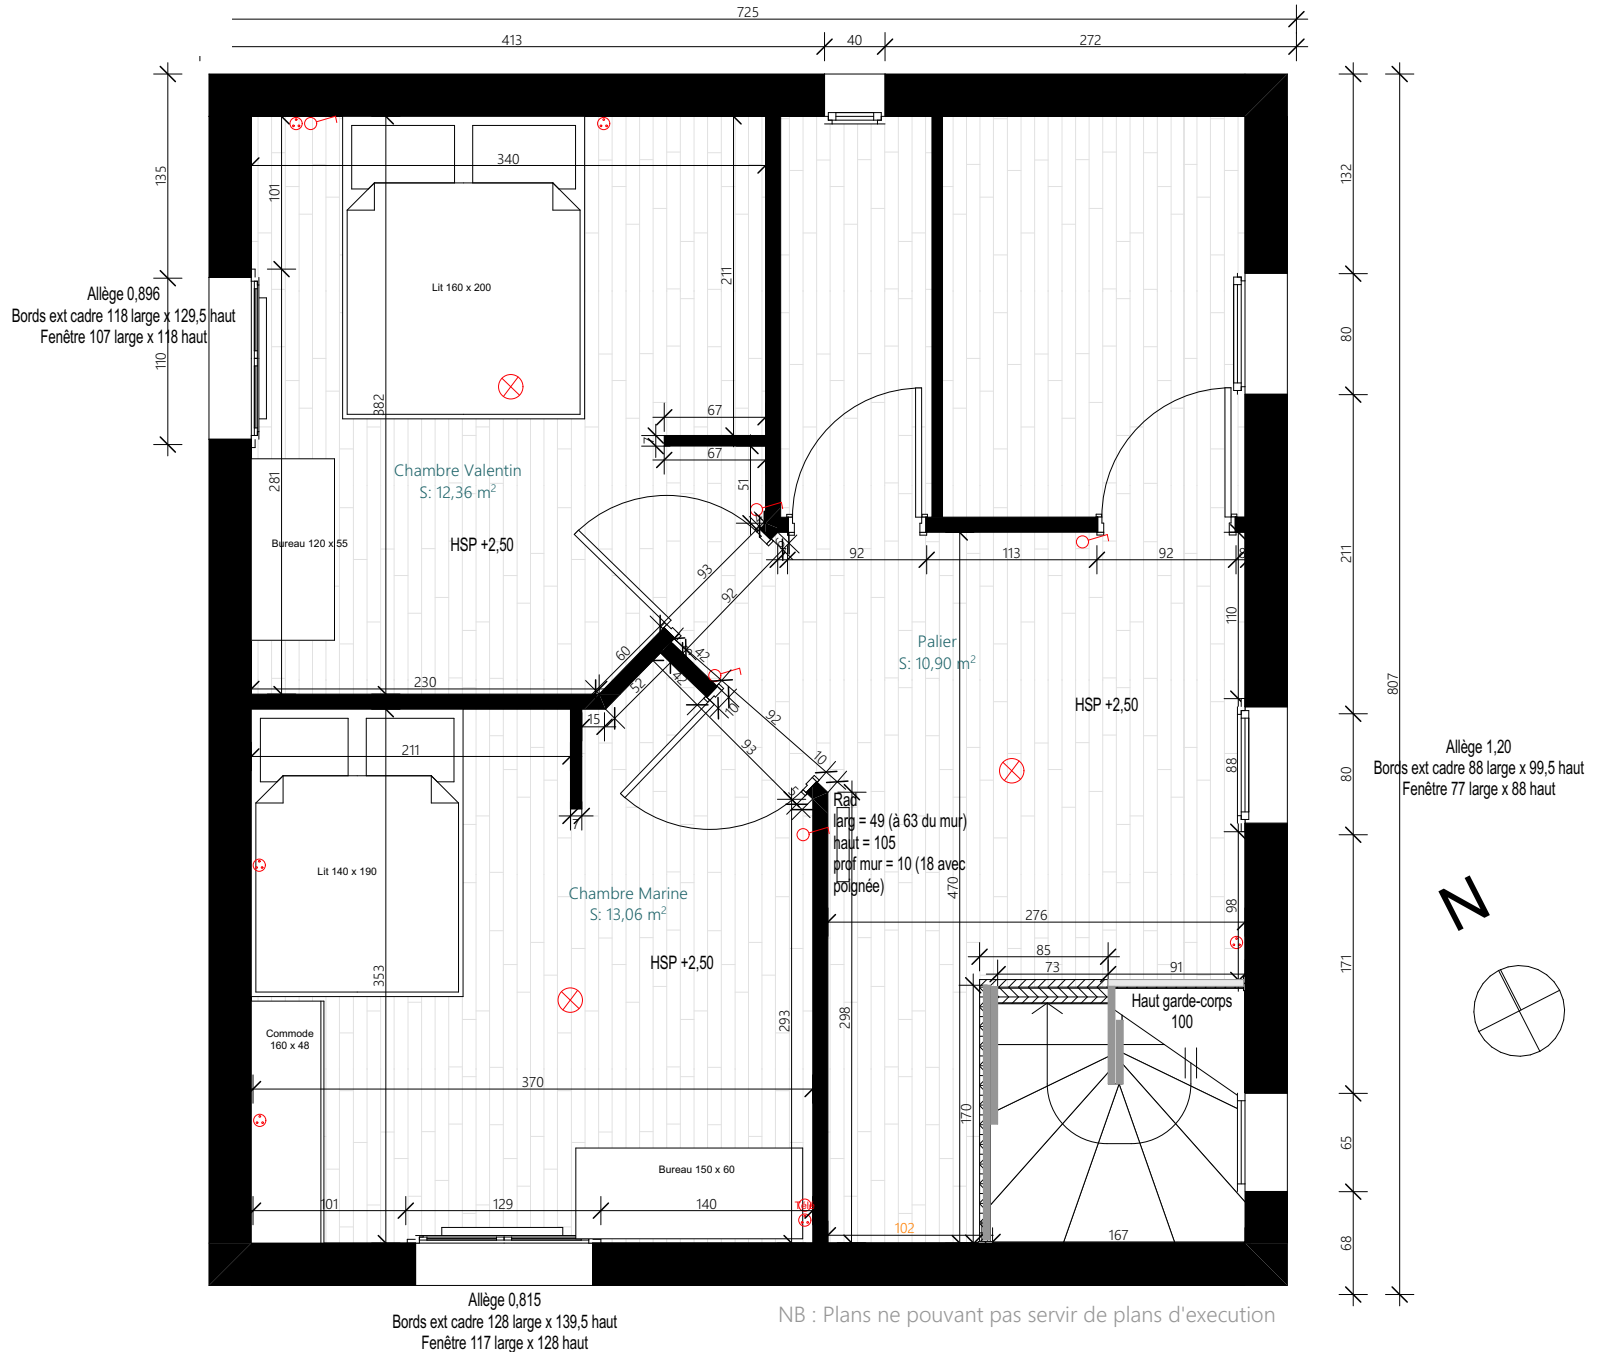 725
413
40
272
135
101
340
211
132
Allège 0,896
Bords ext cadre 118 large x 129,5 haut
Fenêtre 107 large x 118 haut
110
Lit 160 x 200
80
382
67
7
67
51
281
Chambre Valentin
S: 12,36 m²
Bureau 120 x 55
HSP +2,50
93
92
92
113
92
211
110
60
52
42
42
10
Palier
S: 10,90 m²
HSP +2,50
807
230
15
92
93
10
5
211
7
88
80
Allège 1,20
Bords ext cadre 88 large x 99,5 haut
Fenêtre 77 large x 88 haut
Rad
larg = 49 (à 63 du mur)
haut = 105
prof mur = 10 (18 avec
poignée)
Lit 140 x 190
Chambre Marine
S: 13,06 m²
HSP +2,50
470
276
98
N
353
293
298
85
73
91
171
Haut garde-corps
100
Commode
160 x 48
370
170
65
Bureau 150 x 60
101
129
140
Télé
102
167
68
Allège 0,815
Bords ext cadre 128 large x 139,5 haut
Fenêtre 117 large x 128 haut
NB : Plans ne pouvant pas servir de plans d'execution